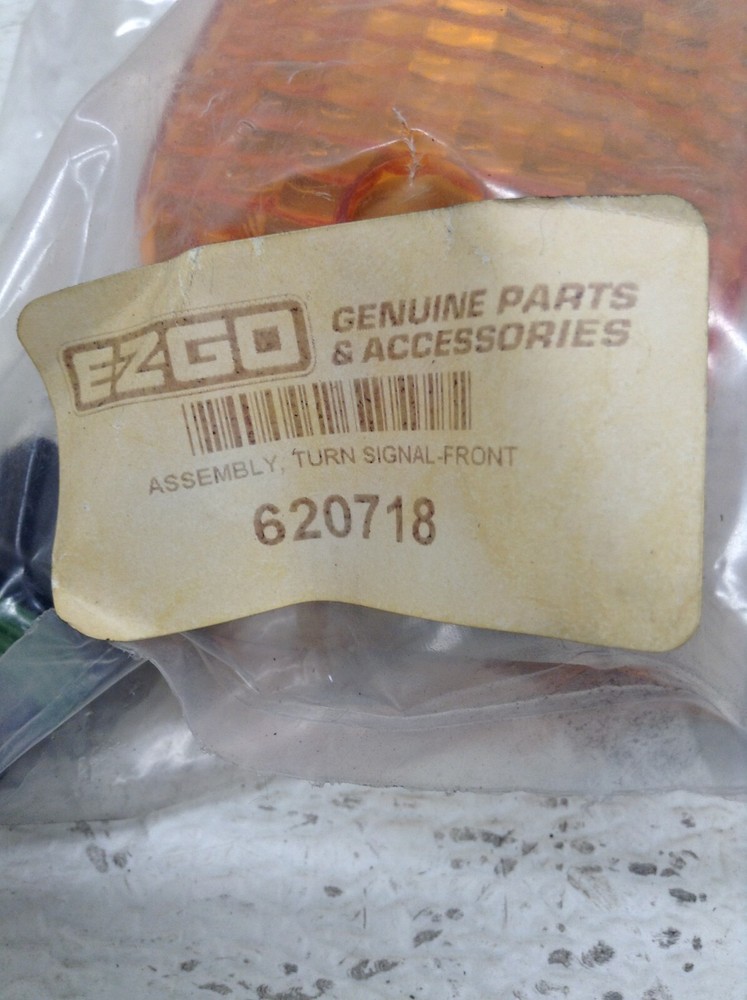 EZGO
GENUINE PARTS
& ACCESSORIES
ASSEMBLY, TURN SIGNAL-FRONT
620718